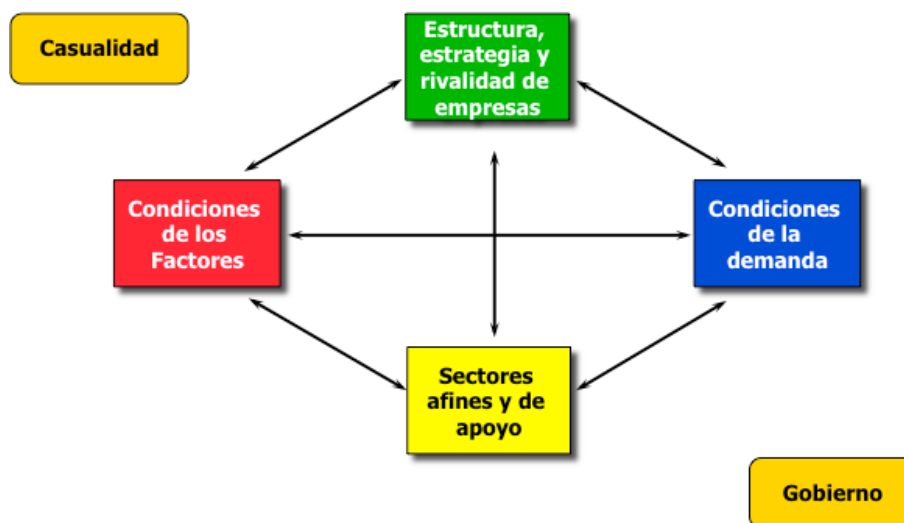 Casualidad
Estructura,
estrategia y
rivalidad de
empresas
Condiciones
de los
Factores
Condiciones
de la
demanda
Sectores
afines y de
apoyo
Gobierno